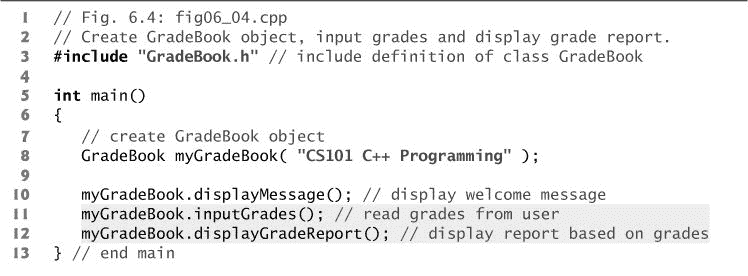 1 // Fig. 6.4: fig06_04.cpp
2 // Create GradeBook object, input grades and display grade report.
3 #include "GradeBook.h" // include definition of class GradeBook
4
5 int main()
6 {
7 // create GradeBook object
8 GradeBook myGradeBook( "CS101 C++ Programming" );
9
10 myGradeBook.displayMessage(); // display welcome message
11 myGradeBook.inputGrades(); // read grades from user
12 myGradeBook.displayGradeReport(); // display report based on grades
13 } // end main